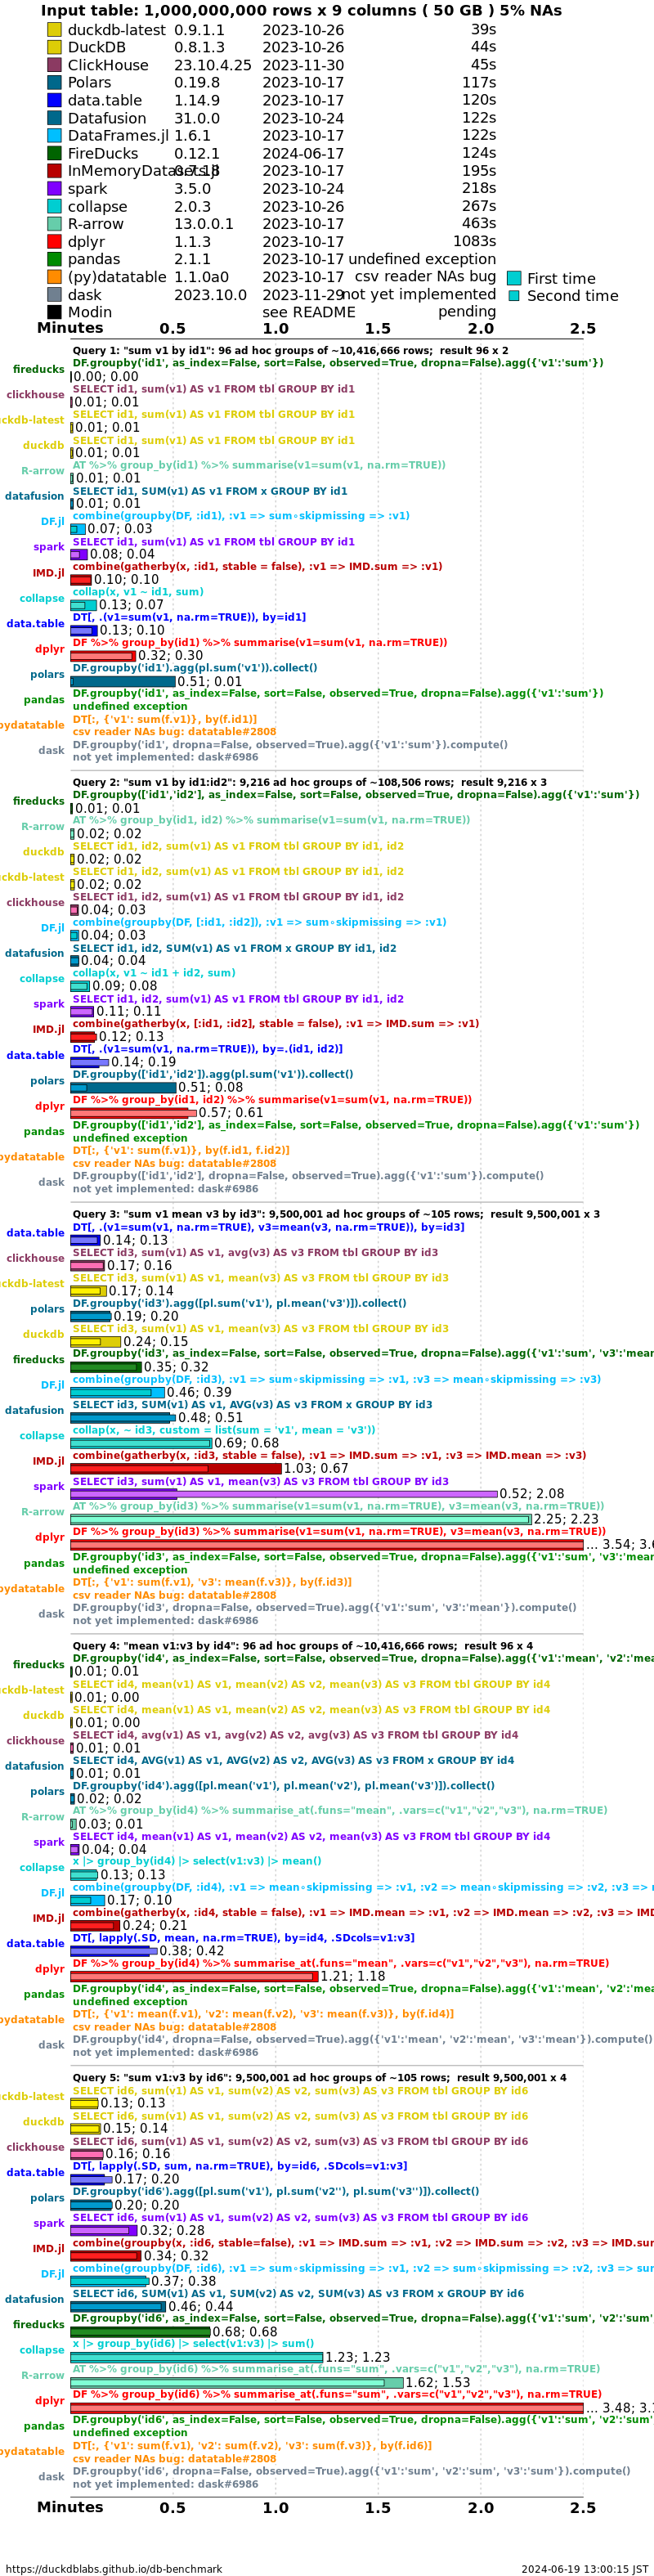 Input table: 1,000,000,000 rows x 9 columns ( 50 GB ) 5% NAs
duckdb-latest 0.9.1.1 2023-10-26 39s
DuckDB 0.8.1.3 2023-10-26 44s
ClickHouse 23.10.4.25 2023-11-30 45s
Polars 0.19.8 2023-10-17 117s
data.table 1.14.9 2023-10-17 120s
Datafusion 31.0.0 2023-10-24 122s
DataFrames.jl 1.6.1 2023-10-17 122s
FireDucks 0.12.1 2024-06-17 124s
InMemoryDatasets.jl 0.7.18 2023-10-17 195s
spark 3.5.0 2023-10-24 218s
collapse 2.0.3 2023-10-26 267s
R-arrow 13.0.0.1 2023-10-17 463s
dplyr 1.1.3 2023-10-17 1083s
pandas 2.1.1 2023-10-17 undefined exception
(py)datatable 1.1.0a0 2023-10-17 csv reader NAs bug
dask 2023.10.0 2023-11-29 not yet implemented
Modin see README pending
First time
Second time
Minutes 0.5 1.0 1.5 2.0 2.5
Query 1: "sum v1 by id1": 96 ad hoc groups of ~10,416,666 rows; result 96 x 2
fireducks DF.groupby('id1', as_index=False, sort=False, observed=True, dropna=False).agg({'v1':'sum'})
0.00; 0.00
clickhouse SELECT id1, sum(v1) AS v1 FROM tbl GROUP BY id1
0.01; 0.01
uckdb-latest SELECT id1, sum(v1) AS v1 FROM tbl GROUP BY id1
0.01; 0.01
duckdb SELECT id1, sum(v1) AS v1 FROM tbl GROUP BY id1
0.01; 0.01
R-arrow AT %>% group_by(id1) %>% summarise(v1=sum(v1, na.rm=TRUE))
0.01; 0.01
datafusion SELECT id1, SUM(v1) AS v1 FROM x GROUP BY id1
0.01; 0.01
DF.jl combine(groupby(DF, :id1), :v1 => sum∘skipmissing => :v1)
0.07; 0.03
spark SELECT id1, sum(v1) AS v1 FROM tbl GROUP BY id1
0.08; 0.04
IMD.jl combine(gatherby(x, :id1, stable = false), :v1 => IMD.sum => :v1)
0.10; 0.10
collapse collap(x, v1 ~ id1, sum)
0.13; 0.07
data.table DT[, .(v1=sum(v1, na.rm=TRUE)), by=id1]
0.13; 0.10
dplyr DF %>% group_by(id1) %>% summarise(v1=sum(v1, na.rm=TRUE))
0.32; 0.30
polars DF.groupby('id1').agg(pl.sum('v1')).collect()
0.51; 0.01
pandas DF.groupby('id1', as_index=False, sort=False, observed=True, dropna=False).agg({'v1':'sum'})
undefined exception
pydatatable DT[:, {'v1': sum(f.v1)}, by(f.id1)]
csv reader NAs bug: datatable#2808
dask DF.groupby('id1', dropna=False, observed=True).agg({'v1':'sum'}).compute()
not yet implemented: dask#6986
Query 2: "sum v1 by id1:id2": 9,216 ad hoc groups of ~108,506 rows; result 9,216 x 3
fireducks DF.groupby(['id1','id2'], as_index=False, sort=False, observed=True, dropna=False).agg({'v1':'sum'})
0.01; 0.01
R-arrow AT %>% group_by(id1, id2) %>% summarise(v1=sum(v1, na.rm=TRUE))
0.02; 0.02
duckdb SELECT id1, id2, sum(v1) AS v1 FROM tbl GROUP BY id1, id2
0.02; 0.02
uckdb-latest SELECT id1, id2, sum(v1) AS v1 FROM tbl GROUP BY id1, id2
0.02; 0.02
clickhouse SELECT id1, id2, sum(v1) AS v1 FROM tbl GROUP BY id1, id2
0.04; 0.03
DF.jl combine(groupby(DF, [:id1, :id2]), :v1 => sum∘skipmissing => :v1)
0.04; 0.03
datafusion SELECT id1, id2, SUM(v1) AS v1 FROM x GROUP BY id1, id2
0.04; 0.04
collapse collap(x, v1 ~ id1 + id2, sum)
0.09; 0.08
spark SELECT id1, id2, sum(v1) AS v1 FROM tbl GROUP BY id1, id2
0.11; 0.11
IMD.jl combine(gatherby(x, [:id1, :id2], stable = false), :v1 => IMD.sum => :v1)
0.12; 0.13
data.table DT[, .(v1=sum(v1, na.rm=TRUE)), by=.(id1, id2)]
0.14; 0.19
polars DF.groupby(['id1','id2']).agg(pl.sum('v1')).collect()
0.51; 0.08
dplyr DF %>% group_by(id1, id2) %>% summarise(v1=sum(v1, na.rm=TRUE))
0.57; 0.61
pandas DF.groupby(['id1','id2'], as_index=False, sort=False, observed=True, dropna=False).agg({'v1':'sum'})
undefined exception
pydatatable DT[:, {'v1': sum(f.v1)}, by(f.id1, f.id2)]
csv reader NAs bug: datatable#2808
dask DF.groupby(['id1','id2'], dropna=False, observed=True).agg({'v1':'sum'}).compute()
not yet implemented: dask#6986
Query 3: "sum v1 mean v3 by id3": 9,500,001 ad hoc groups of ~105 rows; result 9,500,001 x 3
data.table DT[, .(v1=sum(v1, na.rm=TRUE), v3=mean(v3, na.rm=TRUE)), by=id3]
0.14; 0.13
clickhouse SELECT id3, sum(v1) AS v1, avg(v3) AS v3 FROM tbl GROUP BY id3
0.17; 0.16
uckdb-latest SELECT id3, sum(v1) AS v1, mean(v3) AS v3 FROM tbl GROUP BY id3
0.17; 0.14
polars DF.groupby('id3').agg([pl.sum('v1'), pl.mean('v3')]).collect()
0.19; 0.20
duckdb SELECT id3, sum(v1) AS v1, mean(v3) AS v3 FROM tbl GROUP BY id3
0.24; 0.15
fireducks DF.groupby('id3', as_index=False, sort=False, observed=True, dropna=False).agg({'v1':'sum', 'v3':'mean
0.35; 0.32
DF.jl combine(groupby(DF, :id3), :v1 => sum∘skipmissing => :v1, :v3 => mean∘skipmissing => :v3)
0.46; 0.39
datafusion SELECT id3, SUM(v1) AS v1, AVG(v3) AS v3 FROM x GROUP BY id3
0.48; 0.51
collapse collap(x, ~ id3, custom = list(sum = 'v1', mean = 'v3'))
0.69; 0.68
IMD.jl combine(gatherby(x, :id3, stable = false), :v1 => IMD.sum => :v1, :v3 => IMD.mean => :v3)
1.03; 0.67
spark SELECT id3, sum(v1) AS v1, mean(v3) AS v3 FROM tbl GROUP BY id3
0.52; 2.08
R-arrow AT %>% group_by(id3) %>% summarise(v1=sum(v1, na.rm=TRUE), v3=mean(v3, na.rm=TRUE))
2.25; 2.23
dplyr DF %>% group_by(id3) %>% summarise(v1=sum(v1, na.rm=TRUE), v3=mean(v3, na.rm=TRUE))
... 3.54; 3.6
pandas DF.groupby('id3', as_index=False, sort=False, observed=True, dropna=False).agg({'v1':'sum', 'v3':'mean
undefined exception
pydatatable DT[:, {'v1': sum(f.v1), 'v3': mean(f.v3)}, by(f.id3)]
csv reader NAs bug: datatable#2808
dask DF.groupby('id3', dropna=False, observed=True).agg({'v1':'sum', 'v3':'mean'}).compute()
not yet implemented: dask#6986
Query 4: "mean v1:v3 by id4": 96 ad hoc groups of ~10,416,666 rows; result 96 x 4
fireducks DF.groupby('id4', as_index=False, sort=False, observed=True, dropna=False).agg({'v1':'mean', 'v2':'mea
0.01; 0.01
uckdb-latest SELECT id4, mean(v1) AS v1, mean(v2) AS v2, mean(v3) AS v3 FROM tbl GROUP BY id4
0.01; 0.00
duckdb SELECT id4, mean(v1) AS v1, mean(v2) AS v2, mean(v3) AS v3 FROM tbl GROUP BY id4
0.01; 0.00
clickhouse SELECT id4, avg(v1) AS v1, avg(v2) AS v2, avg(v3) AS v3 FROM tbl GROUP BY id4
0.01; 0.01
datafusion SELECT id4, AVG(v1) AS v1, AVG(v2) AS v2, AVG(v3) AS v3 FROM x GROUP BY id4
0.01; 0.01
polars DF.groupby('id4').agg([pl.mean('v1'), pl.mean('v2'), pl.mean('v3')]).collect()
0.02; 0.02
R-arrow AT %>% group_by(id4) %>% summarise_at(.funs="mean", .vars=c("v1","v2","v3"), na.rm=TRUE)
0.03; 0.01
spark SELECT id4, mean(v1) AS v1, mean(v2) AS v2, mean(v3) AS v3 FROM tbl GROUP BY id4
0.04; 0.04
collapse x |> group_by(id4) |> select(v1:v3) |> mean()
0.13; 0.13
DF.jl combine(groupby(DF, :id4), :v1 => mean∘skipmissing => :v1, :v2 => mean∘skipmissing => :v2, :v3 =>
0.17; 0.10
IMD.jl combine(gatherby(x, :id4, stable = false), :v1 => IMD.mean => :v1, :v2 => IMD.mean => :v2, :v3 => IMD
0.24; 0.21
data.table DT[, lapply(.SD, mean, na.rm=TRUE), by=id4, .SDcols=v1:v3]
0.38; 0.42
dplyr DF %>% group_by(id4) %>% summarise_at(.funs="mean", .vars=c("v1","v2","v3"), na.rm=TRUE)
1.21; 1.18
pandas DF.groupby('id4', as_index=False, sort=False, observed=True, dropna=False).agg({'v1':'mean', 'v2':'mea
undefined exception
pydatatable DT[:, {'v1': mean(f.v1), 'v2': mean(f.v2), 'v3': mean(f.v3)}, by(f.id4)]
csv reader NAs bug: datatable#2808
dask DF.groupby('id4', dropna=False, observed=True).agg({'v1':'mean', 'v2':'mean', 'v3':'mean'}).compute()
not yet implemented: dask#6986
Query 5: "sum v1:v3 by id6": 9,500,001 ad hoc groups of ~105 rows; result 9,500,001 x 4
uckdb-latest SELECT id6, sum(v1) AS v1, sum(v2) AS v2, sum(v3) AS v3 FROM tbl GROUP BY id6
0.13; 0.13
duckdb SELECT id6, sum(v1) AS v1, sum(v2) AS v2, sum(v3) AS v3 FROM tbl GROUP BY id6
0.15; 0.14
clickhouse SELECT id6, sum(v1) AS v1, sum(v2) AS v2, sum(v3) AS v3 FROM tbl GROUP BY id6
0.16; 0.16
data.table DT[, lapply(.SD, sum, na.rm=TRUE), by=id6, .SDcols=v1:v3]
0.17; 0.20
polars DF.groupby('id6').agg([pl.sum('v1'), pl.sum('v2''), pl.sum('v3'')]).collect()
0.20; 0.20
spark SELECT id6, sum(v1) AS v1, sum(v2) AS v2, sum(v3) AS v3 FROM tbl GROUP BY id6
0.32; 0.28
IMD.jl combine(groupby(x, :id6, stable=false), :v1 => IMD.sum => :v1, :v2 => IMD.sum => :v2, :v3 => IMD.sum
0.34; 0.32
DF.jl combine(groupby(DF, :id6), :v1 => sum∘skipmissing => :v1, :v2 => sum∘skipmissing => :v2, :v3 => sum
0.37; 0.38
datafusion SELECT id6, SUM(v1) AS v1, SUM(v2) AS v2, SUM(v3) AS v3 FROM x GROUP BY id6
0.46; 0.44
fireducks DF.groupby('id6', as_index=False, sort=False, observed=True, dropna=False).agg({'v1':'sum', 'v2':'sum'
0.68; 0.68
collapse x |> group_by(id6) |> select(v1:v3) |> sum()
1.23; 1.23
R-arrow AT %>% group_by(id6) %>% summarise_at(.funs="sum", .vars=c("v1","v2","v3"), na.rm=TRUE)
1.62; 1.53
dplyr DF %>% group_by(id6) %>% summarise_at(.funs="sum", .vars=c("v1","v2","v3"), na.rm=TRUE)
... 3.48; 3.
pandas DF.groupby('id6', as_index=False, sort=False, observed=True, dropna=False).agg({'v1':'sum', 'v2':'sum'
undefined exception
pydatatable DT[:, {'v1': sum(f.v1), 'v2': sum(f.v2), 'v3': sum(f.v3)}, by(f.id6)]
csv reader NAs bug: datatable#2808
dask DF.groupby('id6', dropna=False, observed=True).agg({'v1':'sum', 'v2':'sum', 'v3':'sum'}).compute()
not yet implemented: dask#6986
Minutes 0.5 1.0 1.5 2.0 2.5
https://duckdblabs.github.io/db-benchmark 2024-06-19 13:00:15 JST